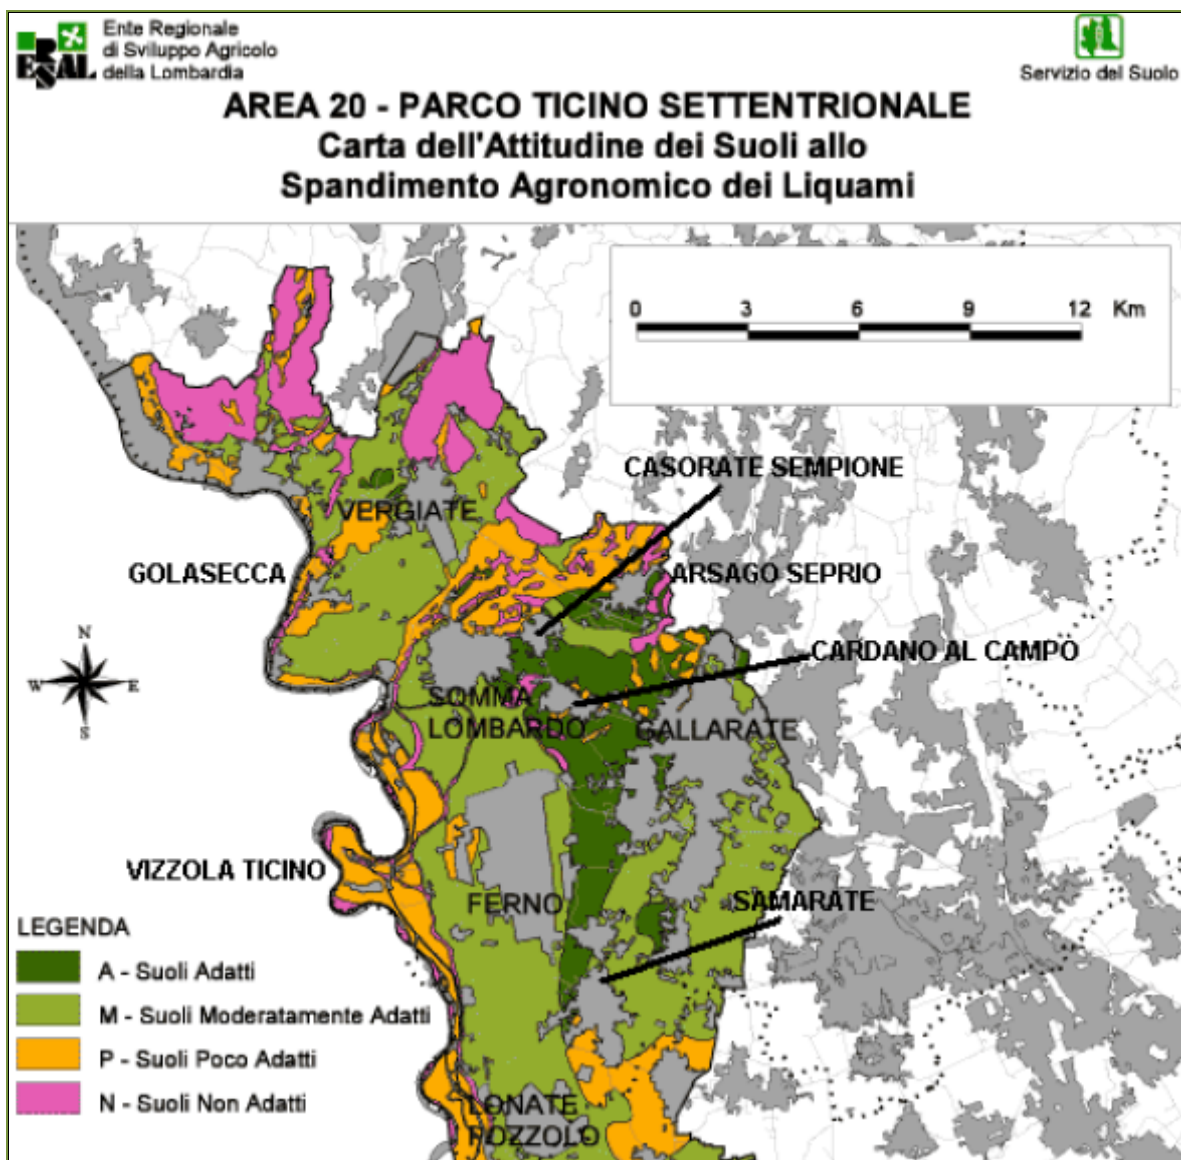 Ente Regionale
di Sviluppo Agricolo
della Lombardia
ERSAL
Servizio del Suolo
AREA 20 - PARCO TICINO SETTENTRIONALE
Carta dell'Attitudine dei Suoli allo
Spandimento Agronomico dei Liquami
0 3 6 9 12 Km
CASORATE SEMPIONE
VERGIATE
GOLASECCA
ARSAGO SEPRIO
N
W E
S
CARDANO AL CAMPO
SOMMA
LOMBARDO
GALLARATE
VIZZOLA TICINO
FERNO
SAMARATE
LEGENDA
A - Suoli Adatti
M - Suoli Moderatamente Adatti
P - Suoli Poco Adatti
N - Suoli Non Adatti
LONATE
POZZOLO